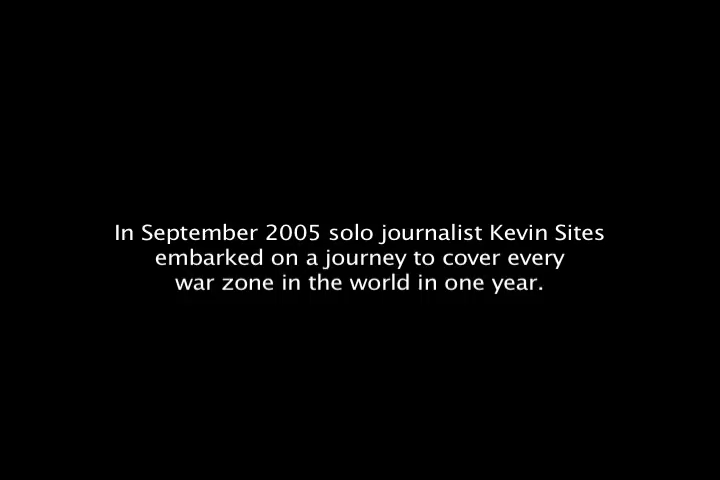 In September 2005 solo journalist Kevin Sites
embarked on a journey to cover every
war zone in the world in one year.